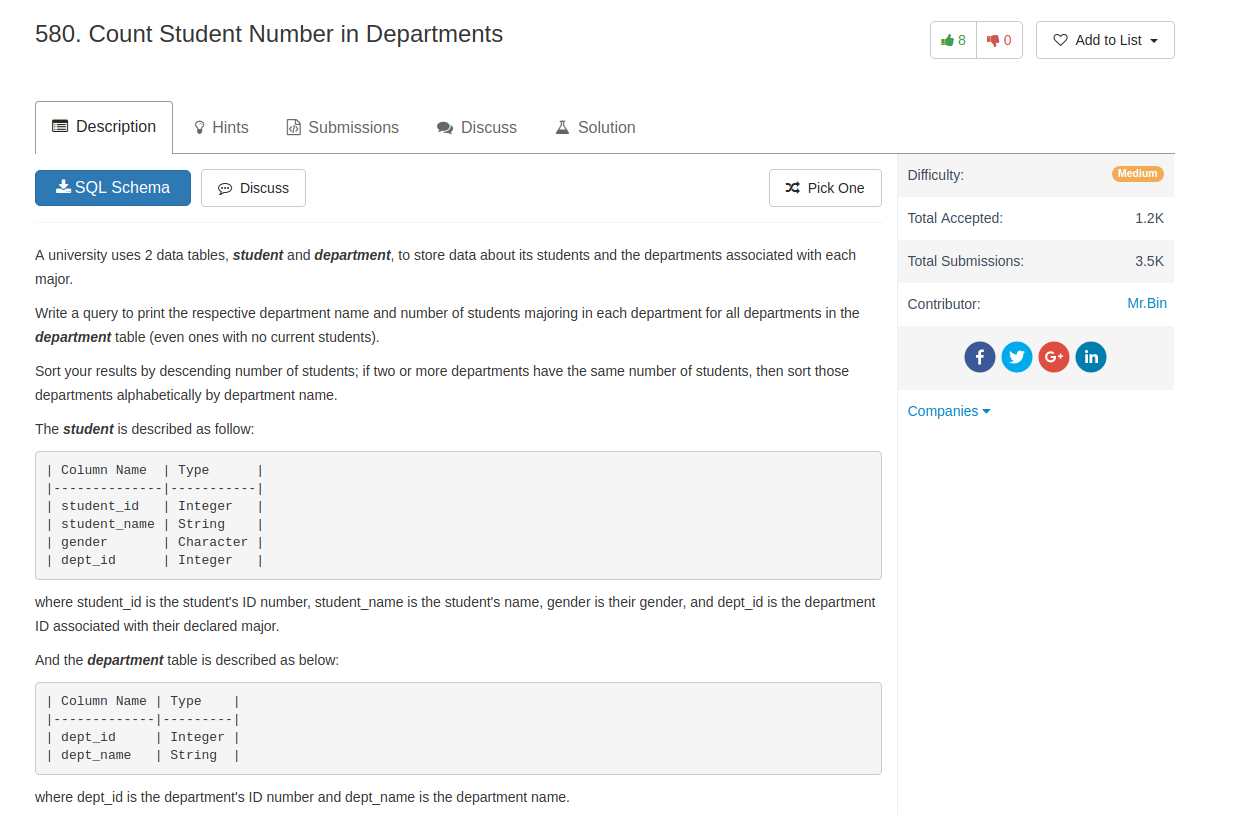 580. Count Student Number in Departments
8 0 Add to List
Description Hints Submissions Discuss Solution
SQL Schema Discuss Pick One
A university uses 2 data tables, student and department, to store data about its students and the departments associated with each
major.
Write a query to print the respective department name and number of students majoring in each department for all departments in the
department table (even ones with no current students).
Sort your results by descending number of students; if two or more departments have the same number of students, then sort those
departments alphabetically by department name.
The student is described as follow:
| Column Name  | Type      |
|--------------|-----------|
| student_id   | Integer   |
| student_name | String    |
| gender       | Character |
| dept_id      | Integer   |
where student_id is the student's ID number, student_name is the student's name, gender is their gender, and dept_id is the department
ID associated with their declared major.
And the department table is described as below:
| Column Name | Type    |
|-------------|---------|
| dept_id     | Integer |
| dept_name   | String  |
where dept_id is the department's ID number and dept_name is the department name.
Difficulty: Medium
Total Accepted: 1.2K
Total Submissions: 3.5K
Contributor: Mr.Bin
f G+ in
Companies